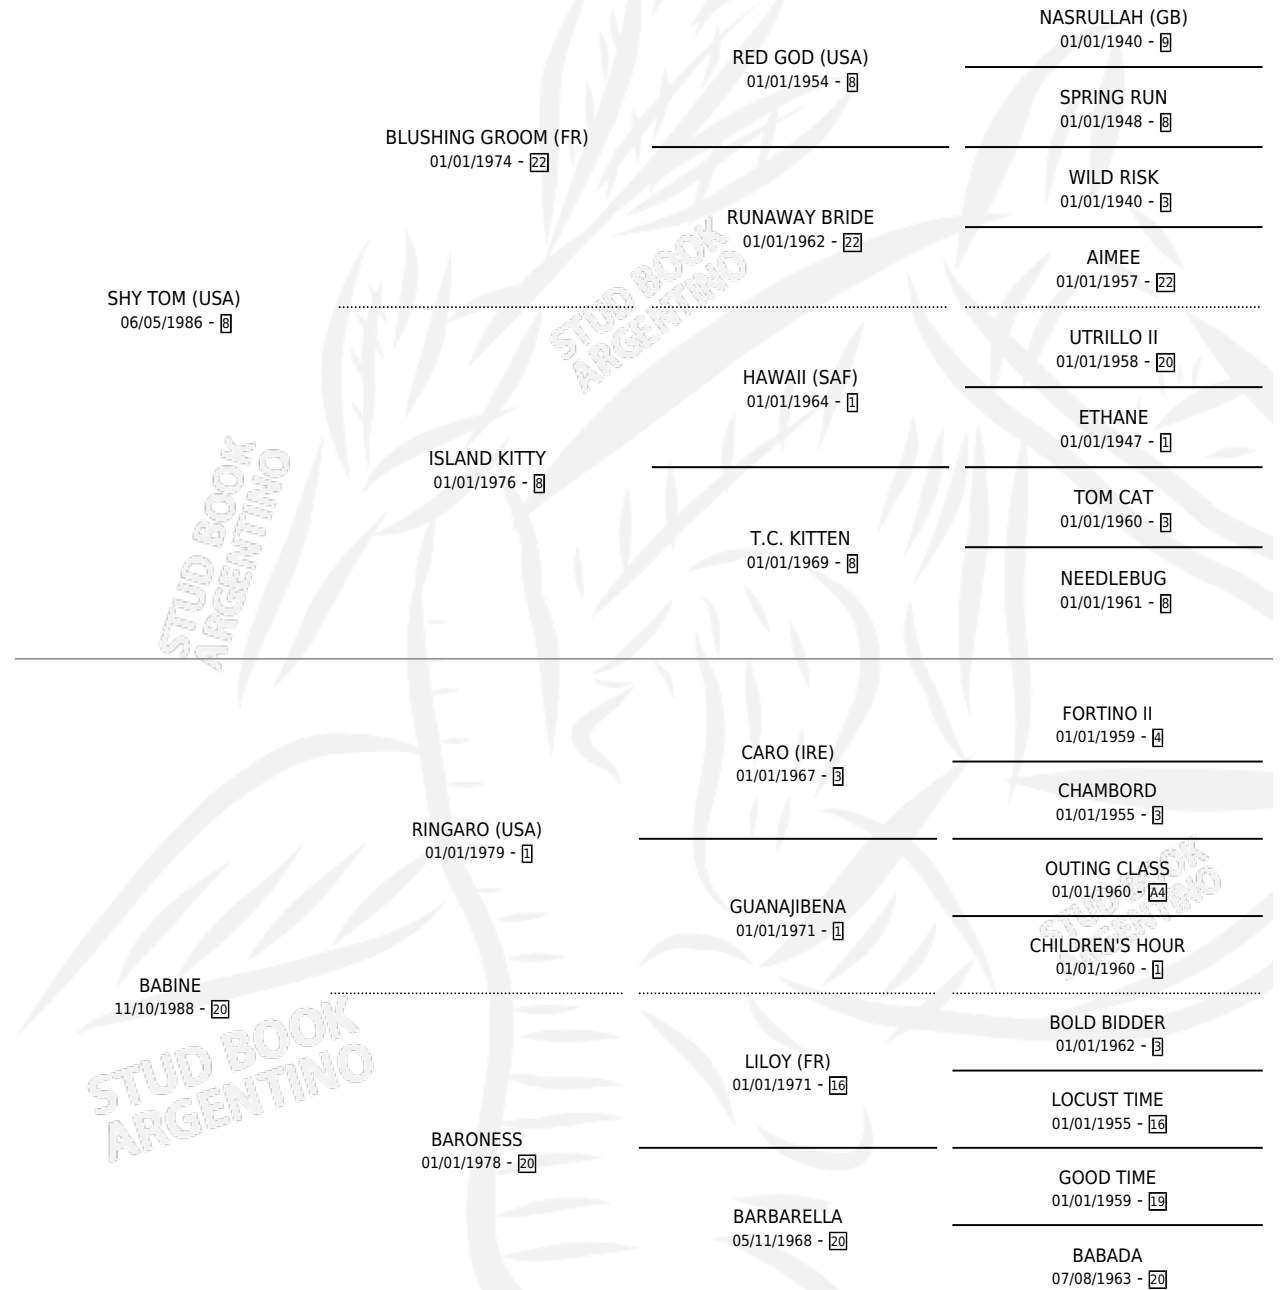 NASRULLAH (GB)
01/01/1940 - 9
RED GOD (USA)
01/01/1954 - 8
SPRING RUN
01/01/1948 - 8
BLUSHING GROOM (FR)
01/01/1974 - 22
WILD RISK
01/01/1940 - 3
RUNAWAY BRIDE
01/01/1962 - 22
AIMEE
01/01/1957 - 22
SHY TOM (USA)
06/05/1986 - 8
UTRILLO II
01/01/1958 - 20
HAWAII (SAF)
01/01/1964 - 1
ETHANE
01/01/1947 - 1
ISLAND KITTY
01/01/1976 - 8
TOM CAT
01/01/1960 - 3
T.C. KITTEN
01/01/1969 - 8
NEEDLEBUG
01/01/1961 - 8
FORTINO II
01/01/1959 - 4
CARO (IRE)
01/01/1967 - 3
CHAMBORD
01/01/1955 - 3
RINGARO (USA)
01/01/1979 - 1
OUTING CLASS
01/01/1960 - A4
GUANAJIBENA
01/01/1971 - 1
CHILDREN'S HOUR
01/01/1960 - 1
BABINE
11/10/1988 - 20
BOLD BIDDER
01/01/1962 - 3
LILOY (FR)
01/01/1971 - 16
LOCUST TIME
01/01/1955 - 16
BARONESS
01/01/1978 - 20
GOOD TIME
01/01/1959 - 19
BARBARELLA
05/11/1968 - 20
BABADA
07/08/1963 - 20
STUD BOOK
ARGENTINO
STUD BOOK
ARGENTINO
STUD BOOK
ARGENTINO
STUD BOOK
ARGENTINO